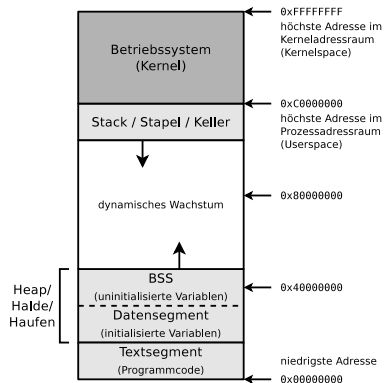 0xFFFFFFFF
höchste Adresse im
Kerneladressraum
(Kernelspace)
Betriebssystem
(Kernel)
0xC0000000
höchste Adresse im
Prozessadressraum
(Userspace)
Stack / Stapel / Keller
dynamisches Wachstum
0x80000000
Heap/
Halde/
Haufen
BSS
(uninitialisierte Variablen)
0x40000000
Datensegment
(initialisierte Variablen)
Textsegment
(Programmcode)
niedrigste Adresse
0x00000000